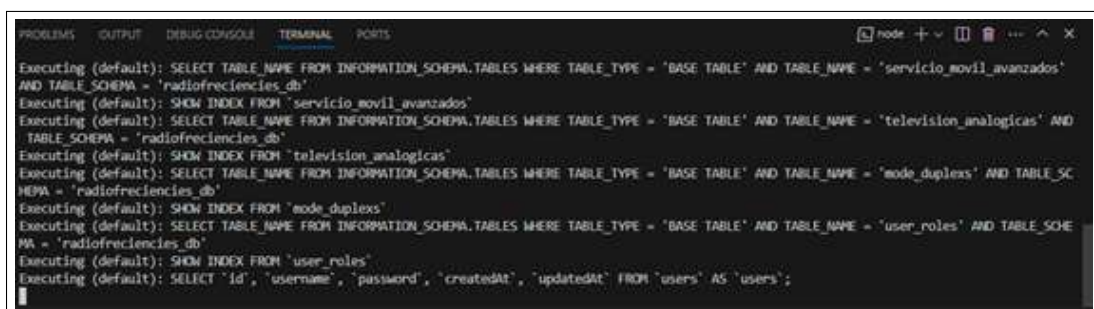 PROBLEMS OUTPUT DEBUG CONSOLE TERMINAL PORTS node
Executing (default): SELECT TABLE_NAME FROM INFORMATION_SCHEMA.TABLES WHERE TABLE_TYPE = 'BASE TABLE' AND TABLE_NAME = 'servicio_movil_avanzados'
AND TABLE_SCHEMA = 'radiofreciencies_db'
Executing (default): SHOW INDEX FROM `servicio_movil_avanzados`
Executing (default): SELECT TABLE_NAME FROM INFORMATION_SCHEMA.TABLES WHERE TABLE_TYPE = 'BASE TABLE' AND TABLE_NAME = 'television_analogicas' AND
TABLE_SCHEMA = 'radiofreciencies_db'
Executing (default): SHOW INDEX FROM `television_analogicas`
Executing (default): SELECT TABLE_NAME FROM INFORMATION_SCHEMA.TABLES WHERE TABLE_TYPE = 'BASE TABLE' AND TABLE_NAME = 'mode_duplexs' AND TABLE_SC
HEMA = 'radiofreciencies_db'
Executing (default): SHOW INDEX FROM `mode_duplexs`
Executing (default): SELECT TABLE_NAME FROM INFORMATION_SCHEMA.TABLES WHERE TABLE_TYPE = 'BASE TABLE' AND TABLE_NAME = 'user_roles' AND TABLE_SCHE
MA = 'radiofreciencies_db'
Executing (default): SHOW INDEX FROM `user_roles`
Executing (default): SELECT `id`, `username`, `password`, `createdAt`, `updatedAt` FROM `users` AS `users`;